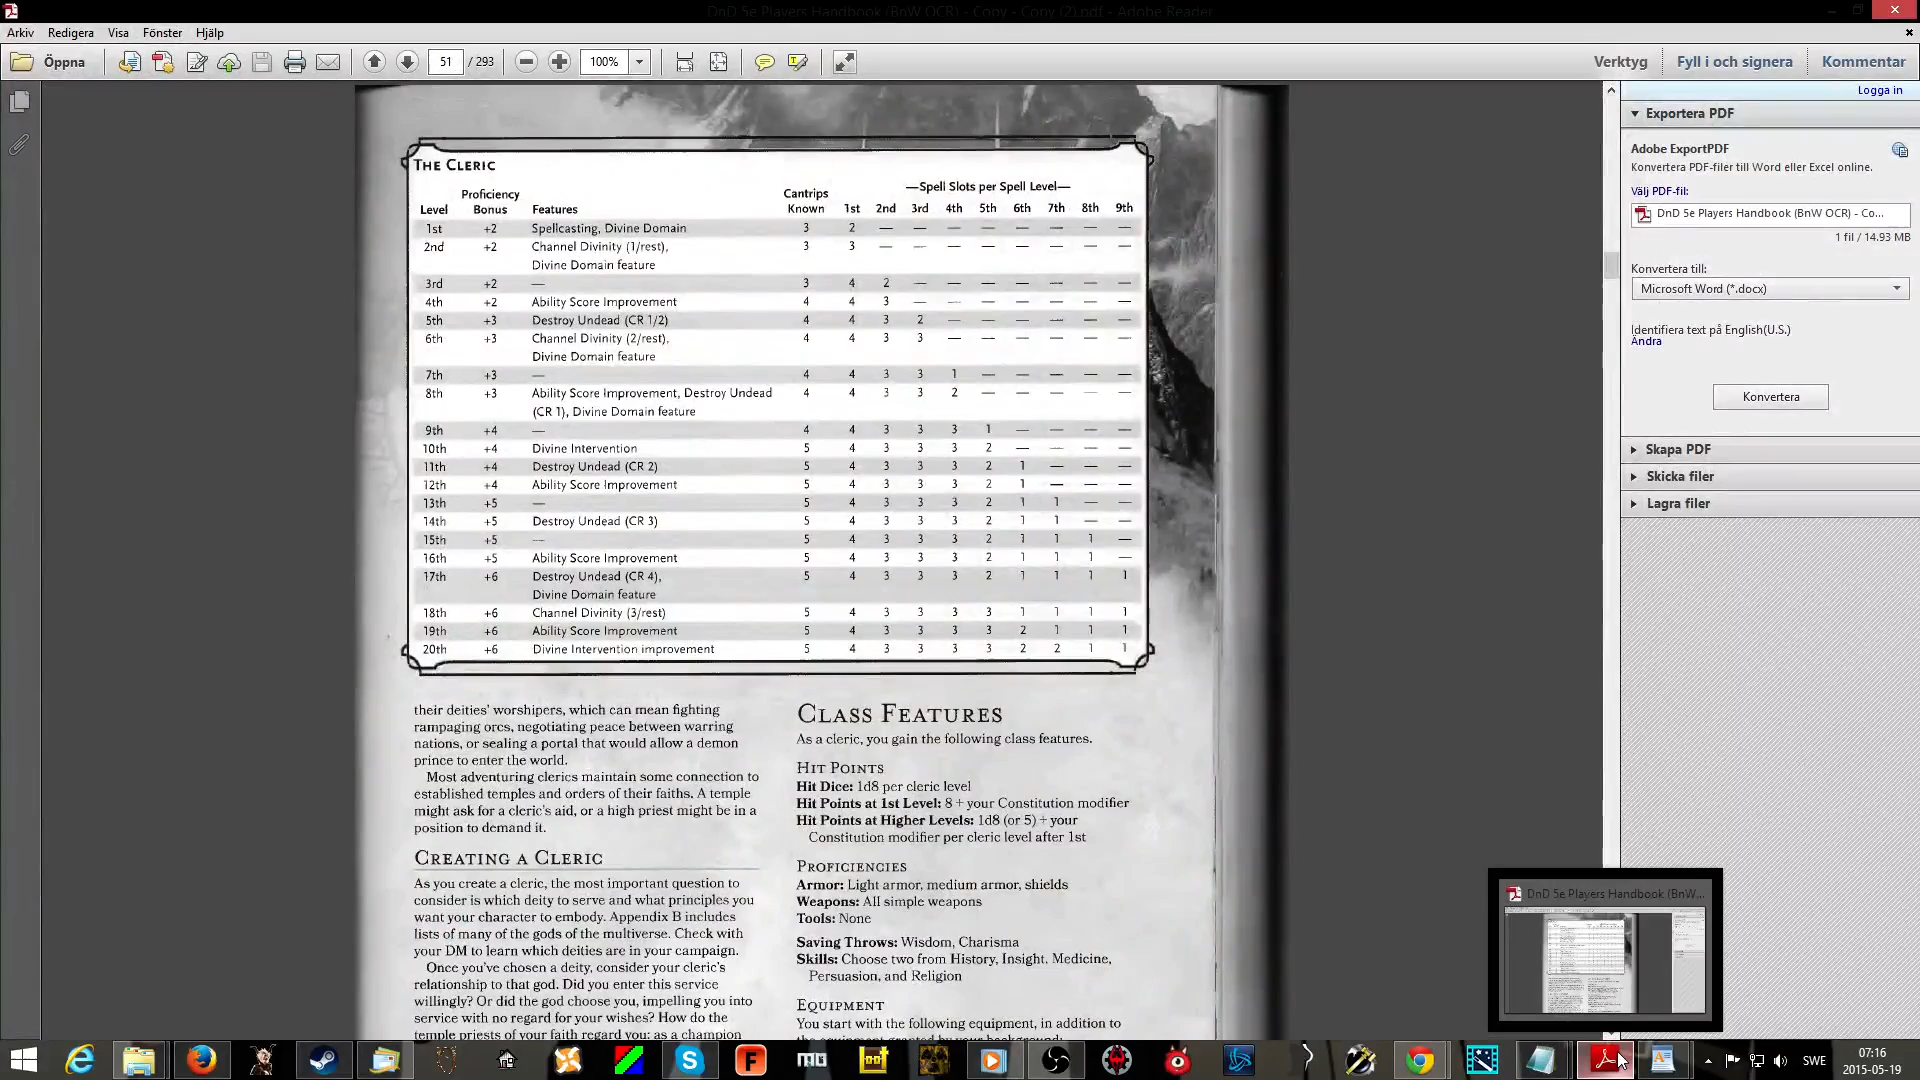 DnD 5e Players Handbook (BnW OCR) - Copy - Copy (2).pdf - Adobe Reader
Arkiv Redigera Visa Fönster Hjälp
Öppna 51 / 293 100% Verktyg Fyll i och signera Kommentar
Logga in
Exportera PDF
Adobe ExportPDF
Konvertera PDF-filer till Word eller Excel online.
Välj PDF-fil:
DnD 5e Players Handbook (BnW OCR) - Co...
1 fil / 14.93 MB
Konvertera till:
Microsoft Word (*.docx)
Identifiera text på English(U.S.)
Ändra
Konvertera
Skapa PDF
Skicka filer
Lagra filer
THE CLERIC
—Spell Slots per Spell Level—
Proficiency Cantrips
Level Bonus Features Known 1st 2nd 3rd 4th 5th 6th 7th 8th 9th
1st +2 Spellcasting, Divine Domain 3 2 — — — — — — — —
2nd +2 Channel Divinity (1/rest), 3 3 — — — — — — — —
Divine Domain feature
3rd +2 — 3 4 2 — — — — — — —
4th +2 Ability Score Improvement 4 4 3 — — — — — — —
5th +3 Destroy Undead (CR 1/2) 4 4 3 2 — — — — — —
6th +3 Channel Divinity (2/rest), 4 4 3 3 — — — — — —
Divine Domain feature
7th +3 — 4 4 3 3 1 — — — — —
8th +3 Ability Score Improvement, Destroy Undead 4 4 3 3 2 — — — — —
(CR 1), Divine Domain feature
9th +4 — 4 4 3 3 3 1 — — — —
10th +4 Divine Intervention 5 4 3 3 3 2 — — — —
11th +4 Destroy Undead (CR 2) 5 4 3 3 3 2 1 — — —
12th +4 Ability Score Improvement 5 4 3 3 3 2 1 — — —
13th +5 — 5 4 3 3 3 2 1 1 — —
14th +5 Destroy Undead (CR 3) 5 4 3 3 3 2 1 1 — —
15th +5 — 5 4 3 3 3 2 1 1 1 —
16th +5 Ability Score Improvement 5 4 3 3 3 2 1 1 1 —
17th +6 Destroy Undead (CR 4), 5 4 3 3 3 2 1 1 1 1
Divine Domain feature
18th +6 Channel Divinity (3/rest) 5 4 3 3 3 3 1 1 1 1
19th +6 Ability Score Improvement 5 4 3 3 3 3 2 1 1 1
20th +6 Divine Intervention improvement 5 4 3 3 3 3 2 2 1 1
their deities' worshipers, which can mean fighting
rampaging orcs, negotiating peace between warring
nations, or sealing a portal that would allow a demon
prince to enter the world.
Most adventuring clerics maintain some connection to
established temples and orders of their faiths. A temple
might ask for a cleric's aid, or a high priest might be in a
position to demand it.
CREATING A CLERIC
As you create a cleric, the most important question to
consider is which deity to serve and what principles you
want your character to embody. Appendix B includes
lists of many of the gods of the multiverse. Check with
your DM to learn which deities are in your campaign.
Once you've chosen a deity, consider your cleric's
relationship to that god. Did you enter this service
willingly? Or did the god choose you, impelling you into
service with no regard for your wishes? How do the
temple priests of your faith regard you: as a champion
CLASS FEATURES
As a cleric, you gain the following class features.
HIT POINTS
Hit Dice: 1d8 per cleric level
Hit Points at 1st Level: 8 + your Constitution modifier
Hit Points at Higher Levels: 1d8 (or 5) + your
Constitution modifier per cleric level after 1st
PROFICIENCIES
Armor: Light armor, medium armor, shields
Weapons: All simple weapons
Tools: None
Saving Throws: Wisdom, Charisma
Skills: Choose two from History, Insight, Medicine,
Persuasion, and Religion
EQUIPMENT
You start with the following equipment, in addition to
DnD 5e Players Handbook (BnW...
SWE
07:16
2015-05-19